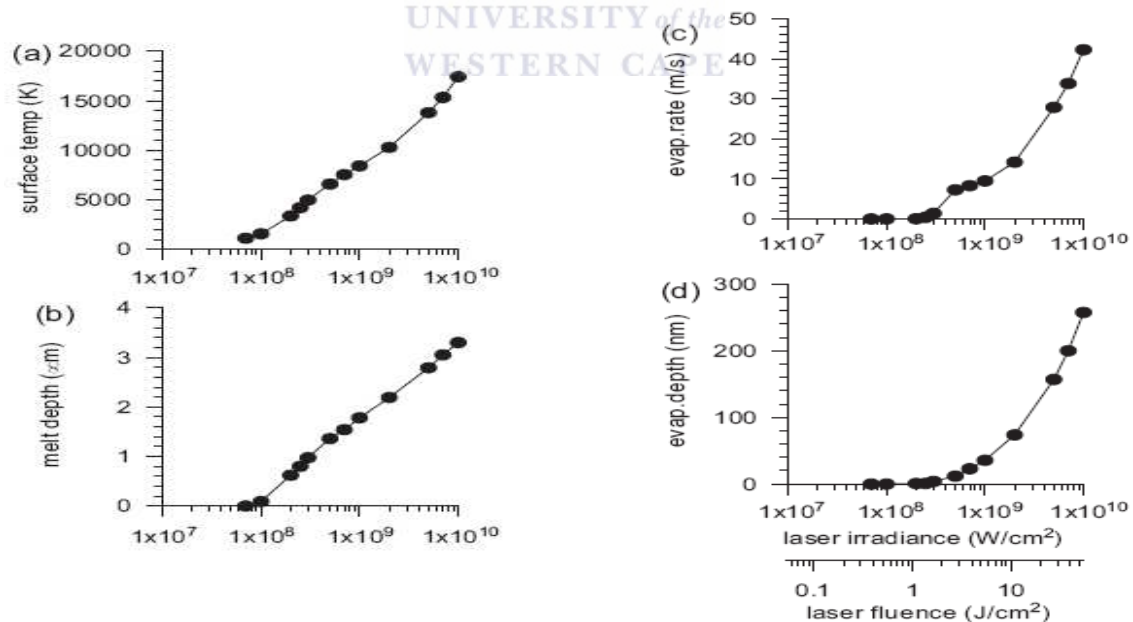 UNIVERSITY of the
WESTERN CAPE
(a)
surface temp (K)
20000
15000
10000
5000
0
1x10⁷ 1x10⁸ 1x10⁹ 1x10¹⁰
(b)
melt depth (∝m)
4
3
2
1
0
1x10⁷ 1x10⁸ 1x10⁹ 1x10¹⁰
(c)
evap.rate (m/s)
50
40
30
20
10
0
1x10⁷ 1x10⁸ 1x10⁹ 1x10¹⁰
(d)
evap.depth (nm)
300
200
100
0
1x10⁷ 1x10⁸ 1x10⁹ 1x10¹⁰
laser irradiance (W/cm²)
0.1 1 10
laser fluence (J/cm²)